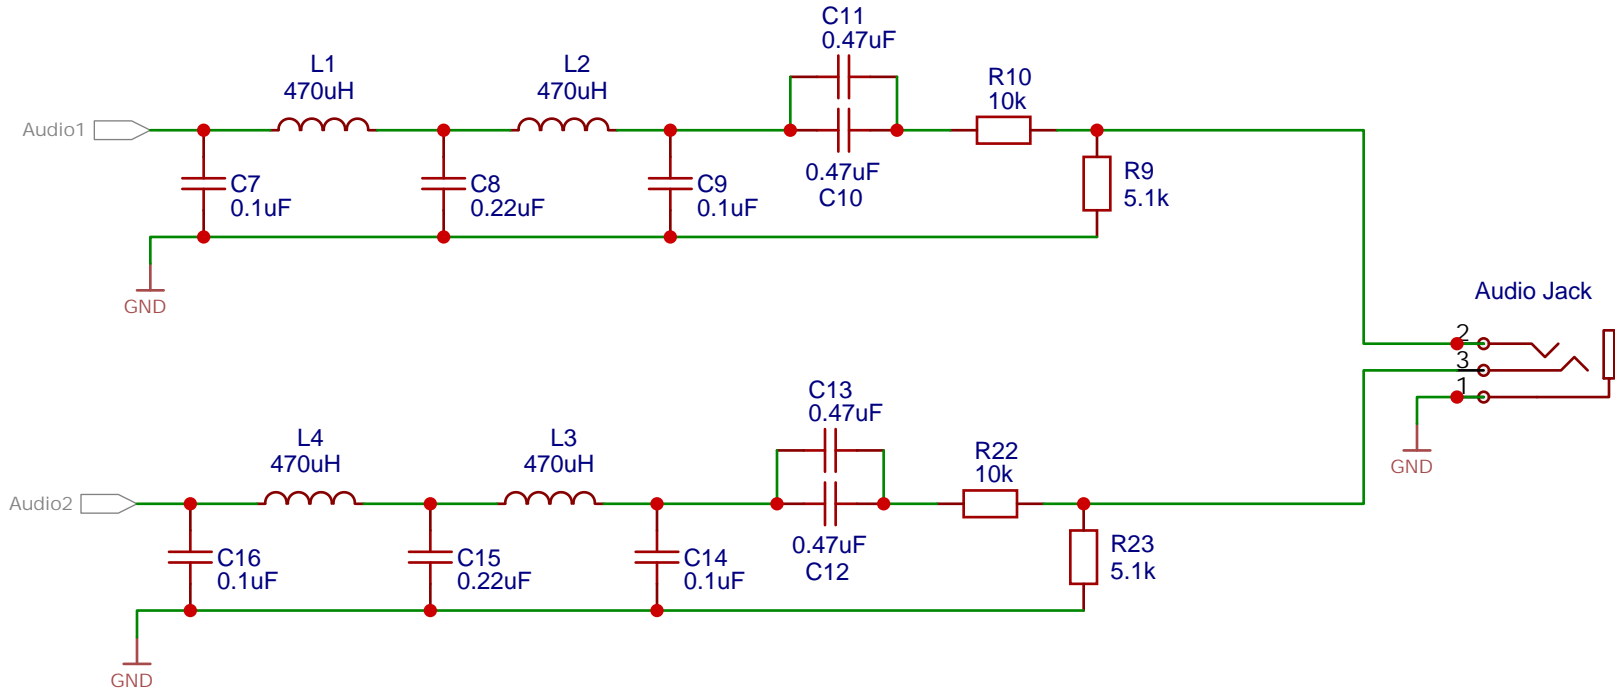 C11
0.47uF
L1
470uH
L2
470uH
R10
10k
Audio1
0.47uF
C10
C7
0.1uF
C8
0.22uF
C9
0.1uF
R9
5.1k
GND
Audio Jack
2
3
1
GND
C13
0.47uF
L4
470uH
L3
470uH
R22
10k
Audio2
0.47uF
C12
C16
0.1uF
C15
0.22uF
C14
0.1uF
R23
5.1k
GND